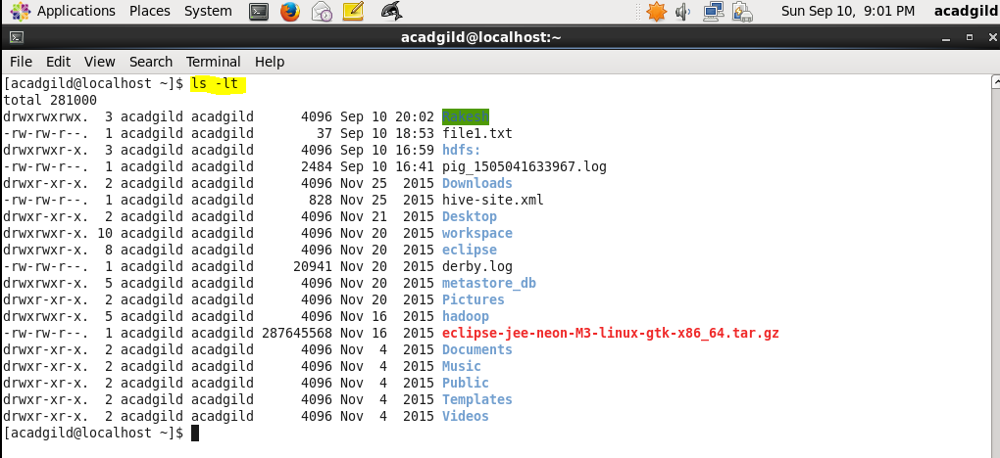 Applications Places System Sun Sep 10, 9:01 PM acadgild
acadgild@localhost:~
File Edit View Search Terminal Help
[acadgild@localhost ~]$ ls -lt
total 281000
drwxrwxrwx.  3 acadgild acadgild      4096 Sep 10 20:02 Rakesh
-rw-rw-r--.  1 acadgild acadgild        37 Sep 10 18:53 file1.txt
drwxrwxr-x.  3 acadgild acadgild      4096 Sep 10 16:59 hdfs:
-rw-rw-r--.  1 acadgild acadgild      2484 Sep 10 16:41 pig_1505041633967.log
drwxr-xr-x.  2 acadgild acadgild      4096 Nov 25  2015 Downloads
-rw-rw-r--.  1 acadgild acadgild       828 Nov 25  2015 hive-site.xml
drwxr-xr-x.  2 acadgild acadgild      4096 Nov 21  2015 Desktop
drwxrwxr-x. 10 acadgild acadgild      4096 Nov 20  2015 workspace
drwxrwxr-x.  8 acadgild acadgild      4096 Nov 20  2015 eclipse
-rw-rw-r--.  1 acadgild acadgild     20941 Nov 20  2015 derby.log
drwxrwxr-x.  5 acadgild acadgild      4096 Nov 20  2015 metastore_db
drwxr-xr-x.  2 acadgild acadgild      4096 Nov 20  2015 Pictures
drwxrwxr-x.  5 acadgild acadgild      4096 Nov 16  2015 hadoop
-rw-rw-r--.  1 acadgild acadgild 287645568 Nov 16  2015 eclipse-jee-neon-M3-linux-gtk-x86_64.tar.gz
drwxr-xr-x.  2 acadgild acadgild      4096 Nov  4  2015 Documents
drwxr-xr-x.  2 acadgild acadgild      4096 Nov  4  2015 Music
drwxr-xr-x.  2 acadgild acadgild      4096 Nov  4  2015 Public
drwxr-xr-x.  2 acadgild acadgild      4096 Nov  4  2015 Templates
drwxr-xr-x.  2 acadgild acadgild      4096 Nov  4  2015 Videos
[acadgild@localhost ~]$